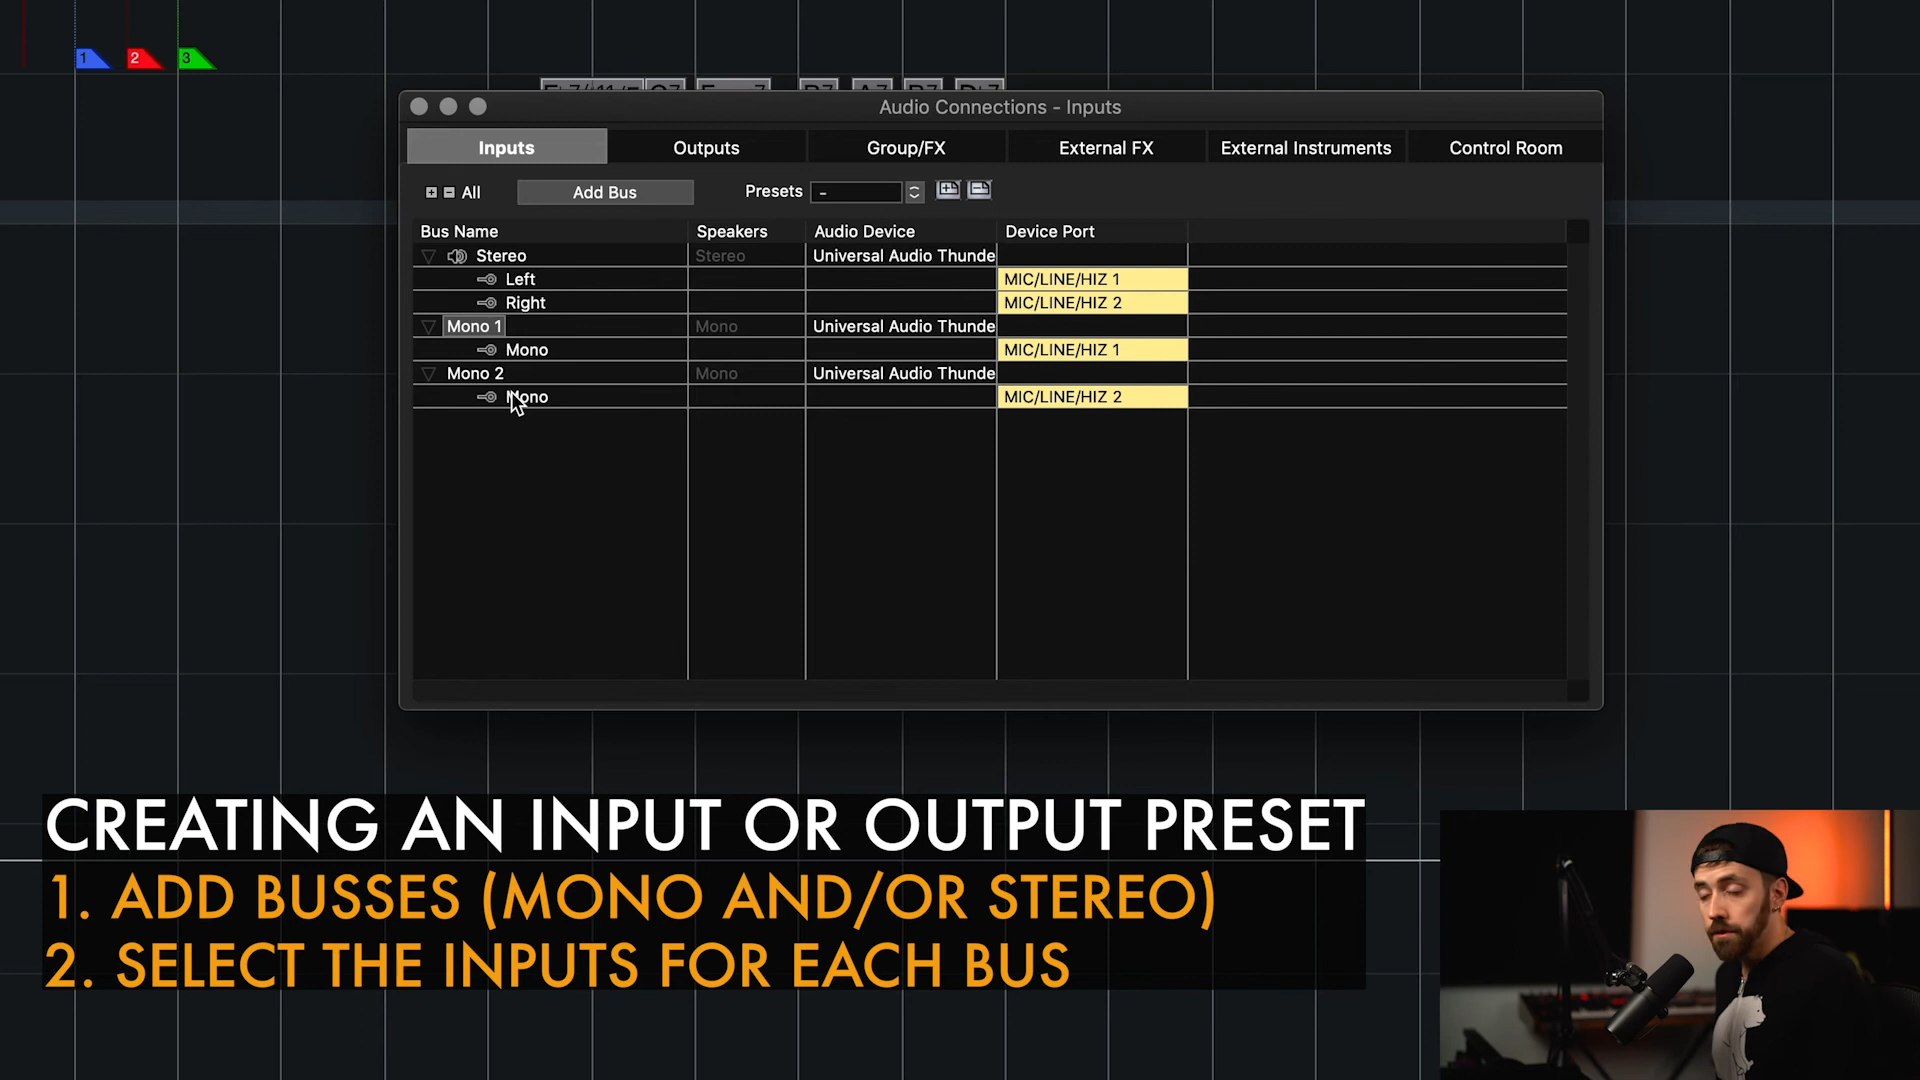 1 2 3
Audio Connections - Inputs
Inputs Outputs Group/FX External FX External Instruments Control Room
All Add Bus Presets -
Bus Name Speakers Audio Device Device Port
Stereo Stereo Universal Audio Thunde
Left MIC/LINE/HIZ 1
Right MIC/LINE/HIZ 2
Mono 1 Mono Universal Audio Thunde
Mono MIC/LINE/HIZ 1
Mono 2 Mono Universal Audio Thunde
Mono MIC/LINE/HIZ 2
CREATING AN INPUT OR OUTPUT PRESET
1. ADD BUSSES (MONO AND/OR STEREO)
2. SELECT THE INPUTS FOR EACH BUS